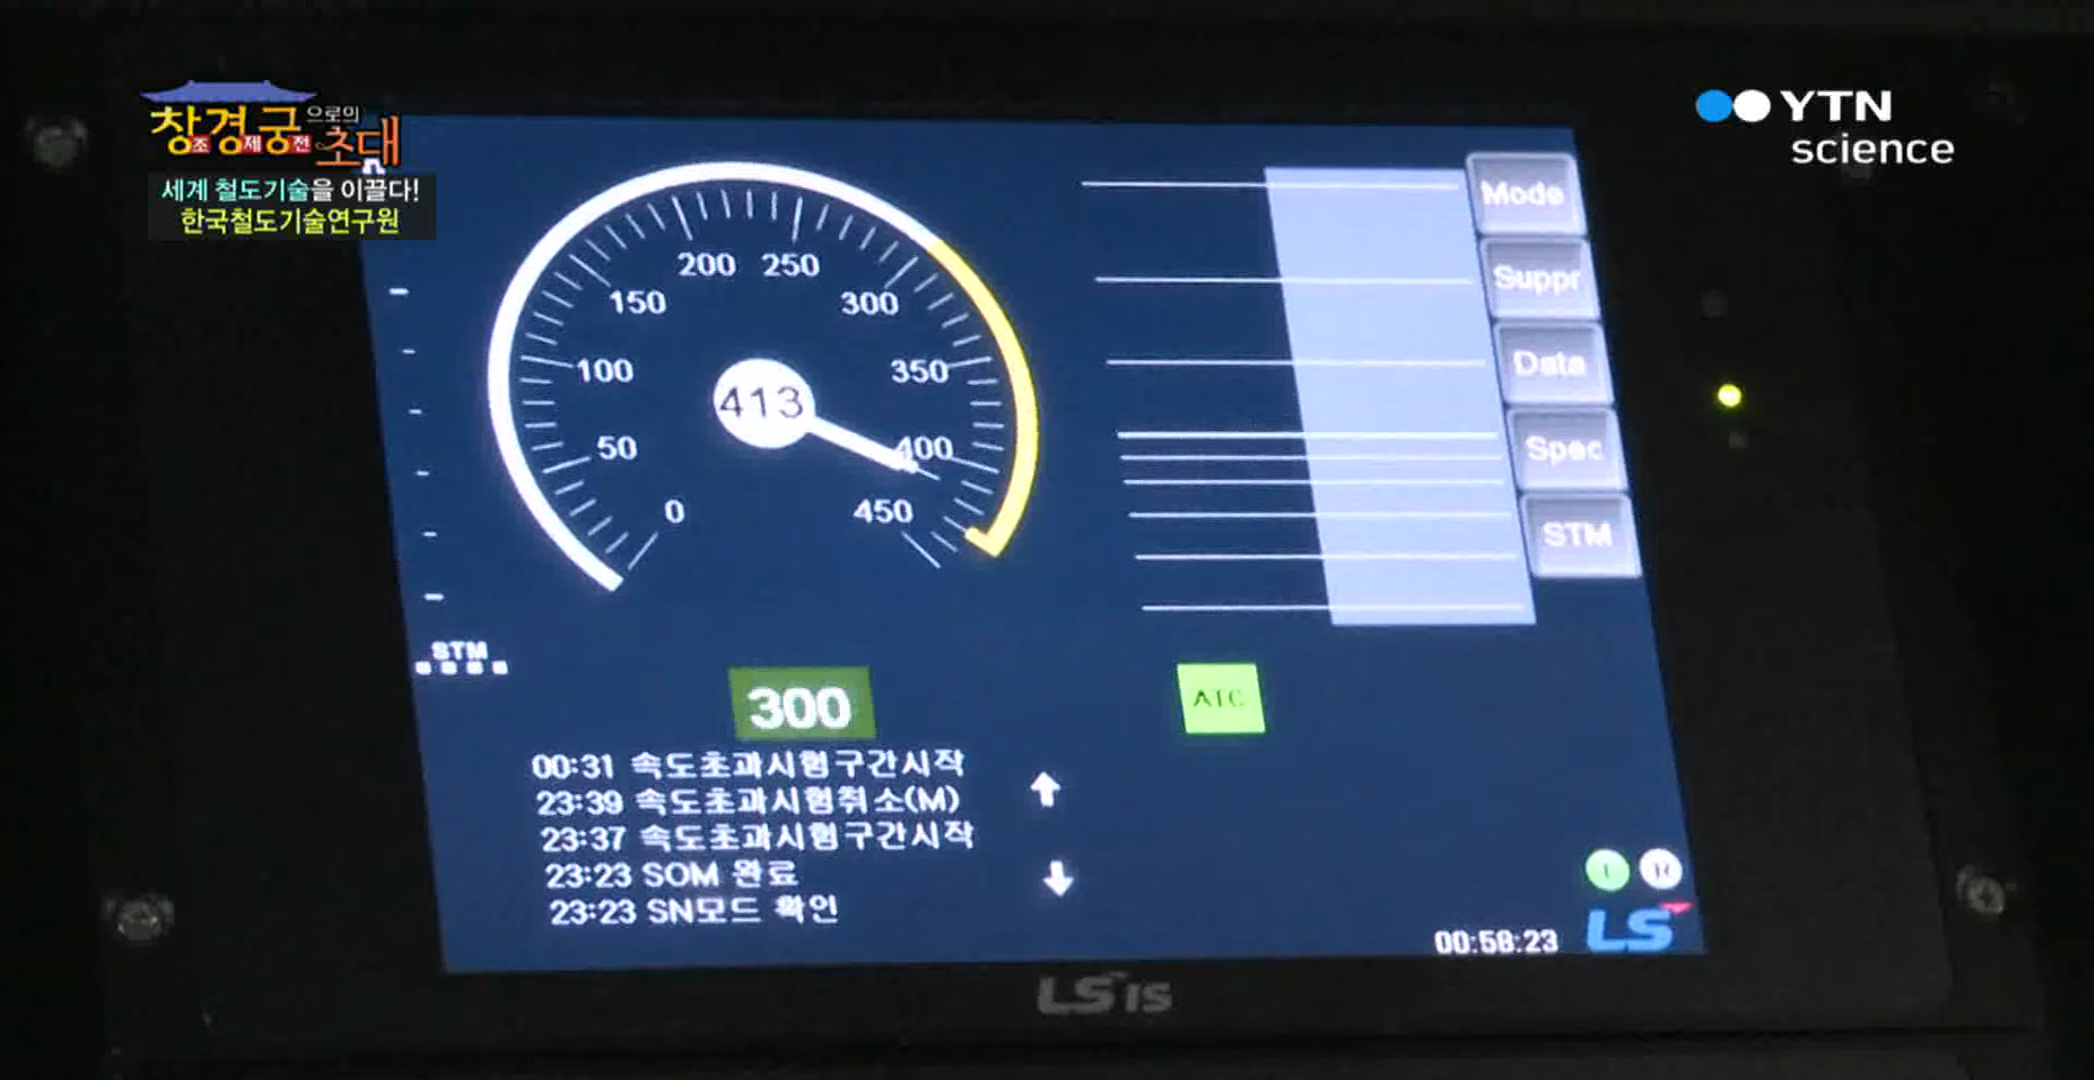 창경궁으로의 초대
조 제 전
세계 철도기술을 이끌다!
한국철도기술연구원
YTN
science
200 250
150 300
100 350
413
50 400
0 450
Mode
Suppr
Data
Spec
STM
STM
300
ATC
00:31 속도초과시험구간시작
23:39 속도초과시험취소(M)
23:37 속도초과시험구간시작
23:23 SOM 완료
23:23 SN모드 확인
00:58:23
LS
LS IS